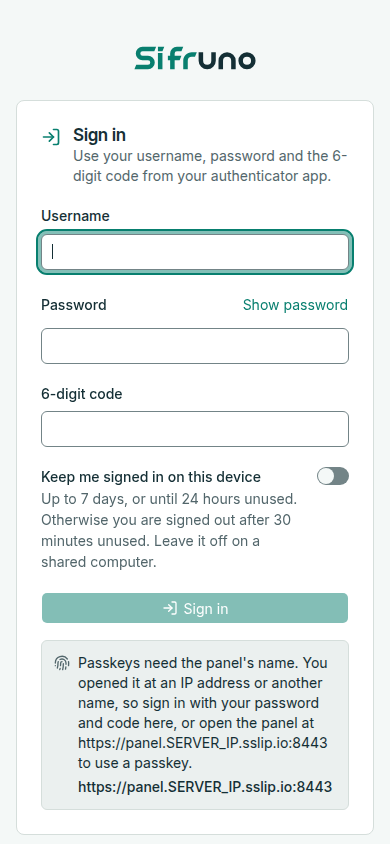 Sifruno
Sign in
Use your username, password and the 6-
digit code from your authenticator app.
Username
Password
Show password
6-digit code
Keep me signed in on this device
Up to 7 days, or until 24 hours unused.
Otherwise you are signed out after 30
minutes unused. Leave it off on a
shared computer.
Sign in
Passkeys need the panel's name. You
opened it at an IP address or another
name, so sign in with your password
and code here, or open the panel at
https://panel.SERVER_IP.sslip.io:8443
to use a passkey.
https://panel.SERVER_IP.sslip.io:8443